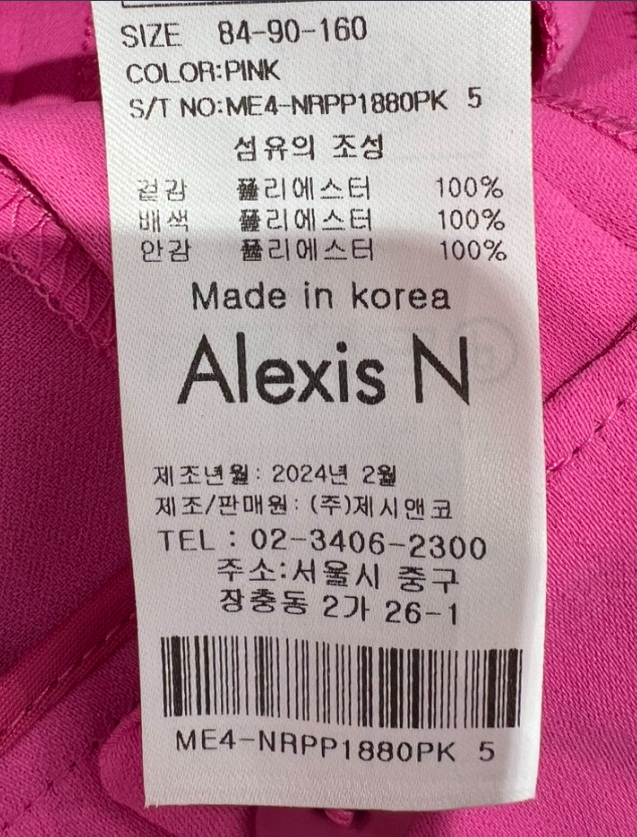 SIZE 84-90-160
COLOR:PINK
S/T NO:ME4-NRPP1880PK 5
섬유의 조성
겉감 폴리에스터 100%
배색 폴리에스터 100%
안감 폴리에스터 100%
Made in korea
Alexis N
제조년월: 2024년 2월
제조/판매원: (주)제시앤코
TEL : 02-3406-2300
주소:서울시 중구
장충동 2가 26-1
ME4-NRPP1880PK 5